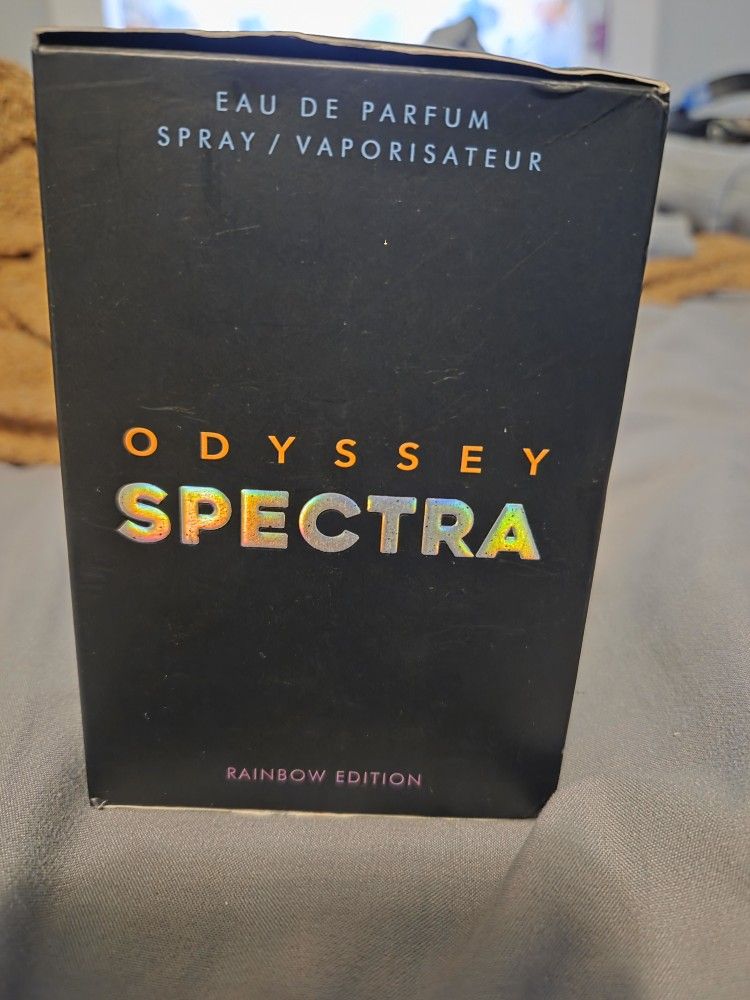 EAU DE PARFUM
SPRAY / VAPORISATEUR
ODYSSEY
SPECTRA
RAINBOW EDITION